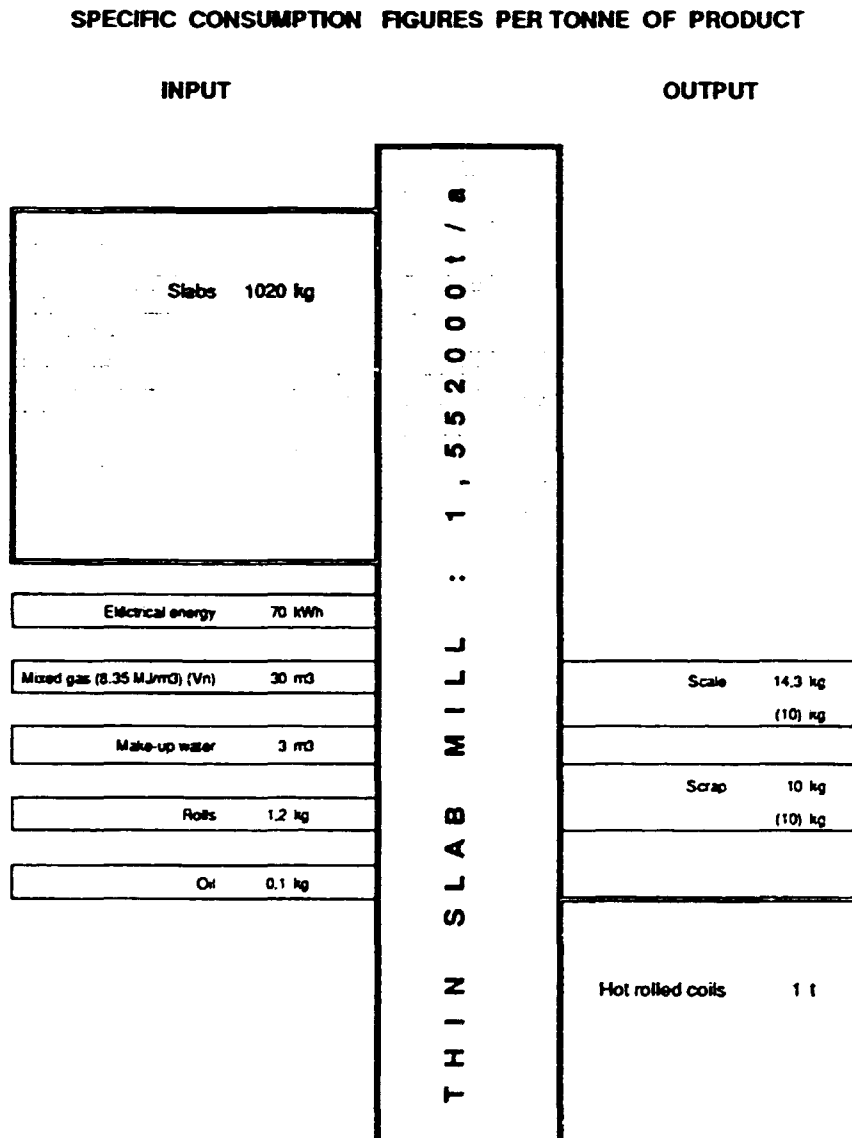 SPECIFIC CONSUMPTION FIGURES PER TONNE OF PRODUCT
INPUT
OUTPUT
THIN SLAB MILL : 1,552000t/a
Slabs 1020 kg
Electrical energy 70 kWh
Mixed gas (8.35 MJ/m3) (Vn) 30 m3
Make-up water 3 m3
Rolls 1,2 kg
Oil 0,1 kg
Scale 14,3 kg
(10) kg
Scrap 10 kg
(10) kg
Hot rolled coils 1 t